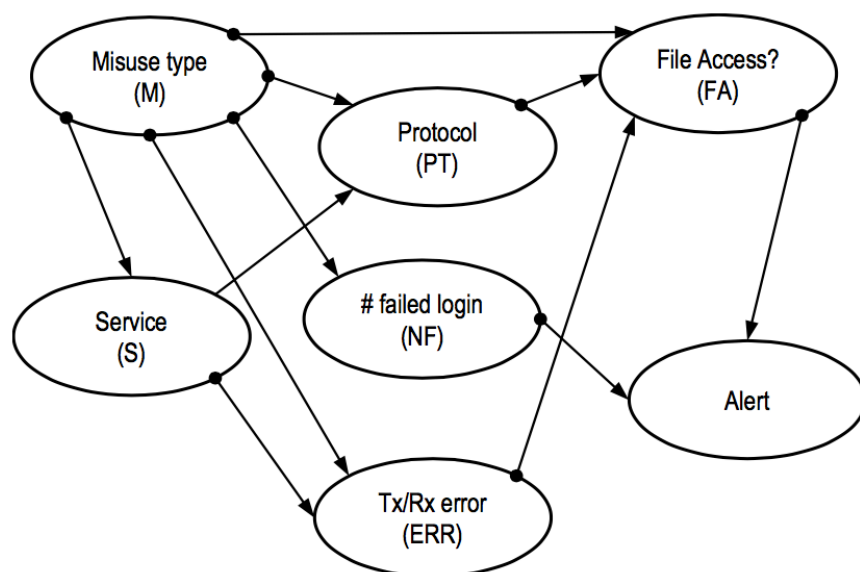 Misuse type
(M)
File Access?
(FA)
Protocol
(PT)
# failed login
(NF)
Service
(S)
Alert
Tx/Rx error
(ERR)